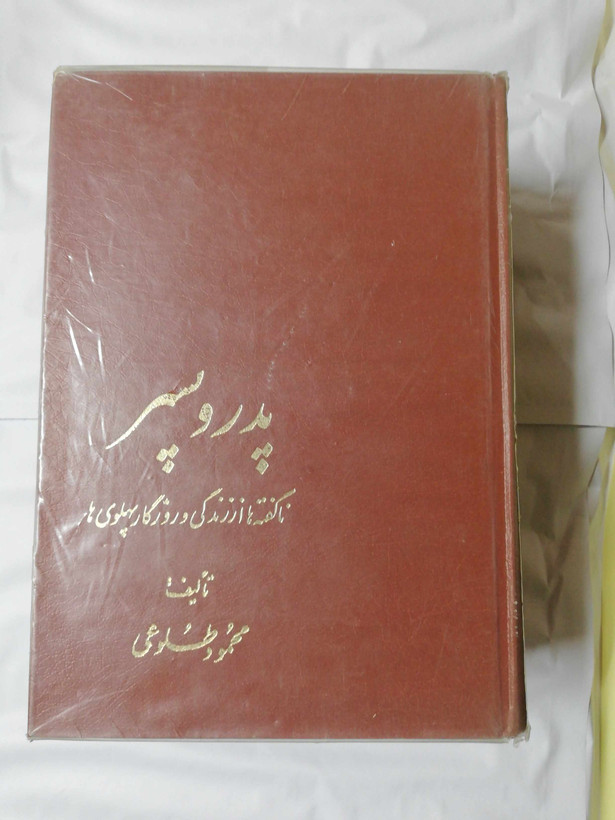 پدر و پسر
ناگفته‌ها از زندگی و روزگار پهلوی‌ها
تألیف:
محمود طلوعی